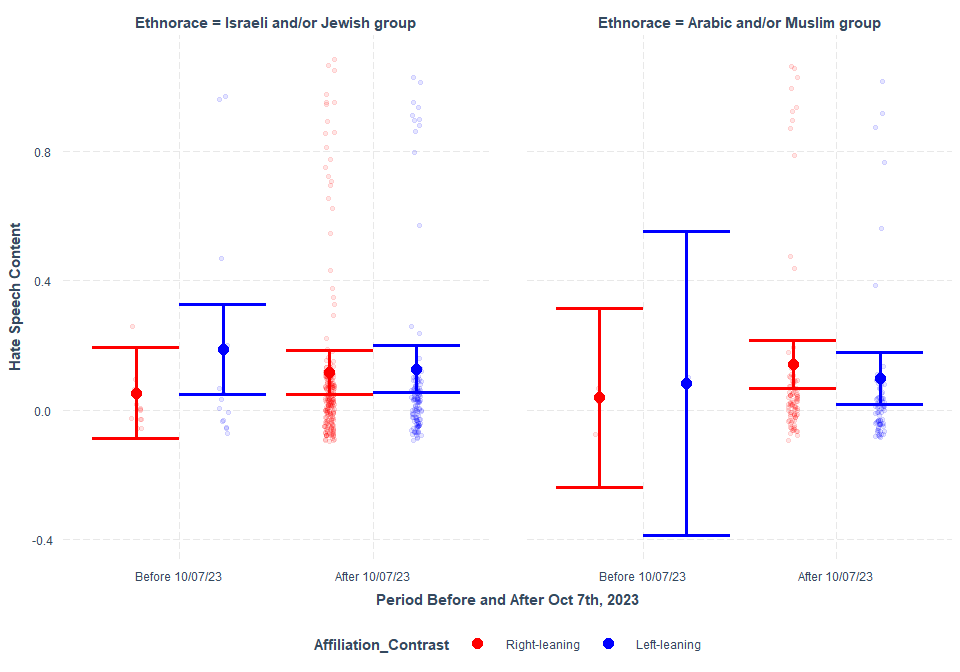 Ethnorace = Israeli and/or Jewish group
Ethnorace = Arabic and/or Muslim group
Hate Speech Content
0.8
0.4
0.0
-0.4
Before 10/07/23
After 10/07/23
Before 10/07/23
After 10/07/23
Period Before and After Oct 7th, 2023
Affiliation_Contrast
Right-leaning
Left-leaning